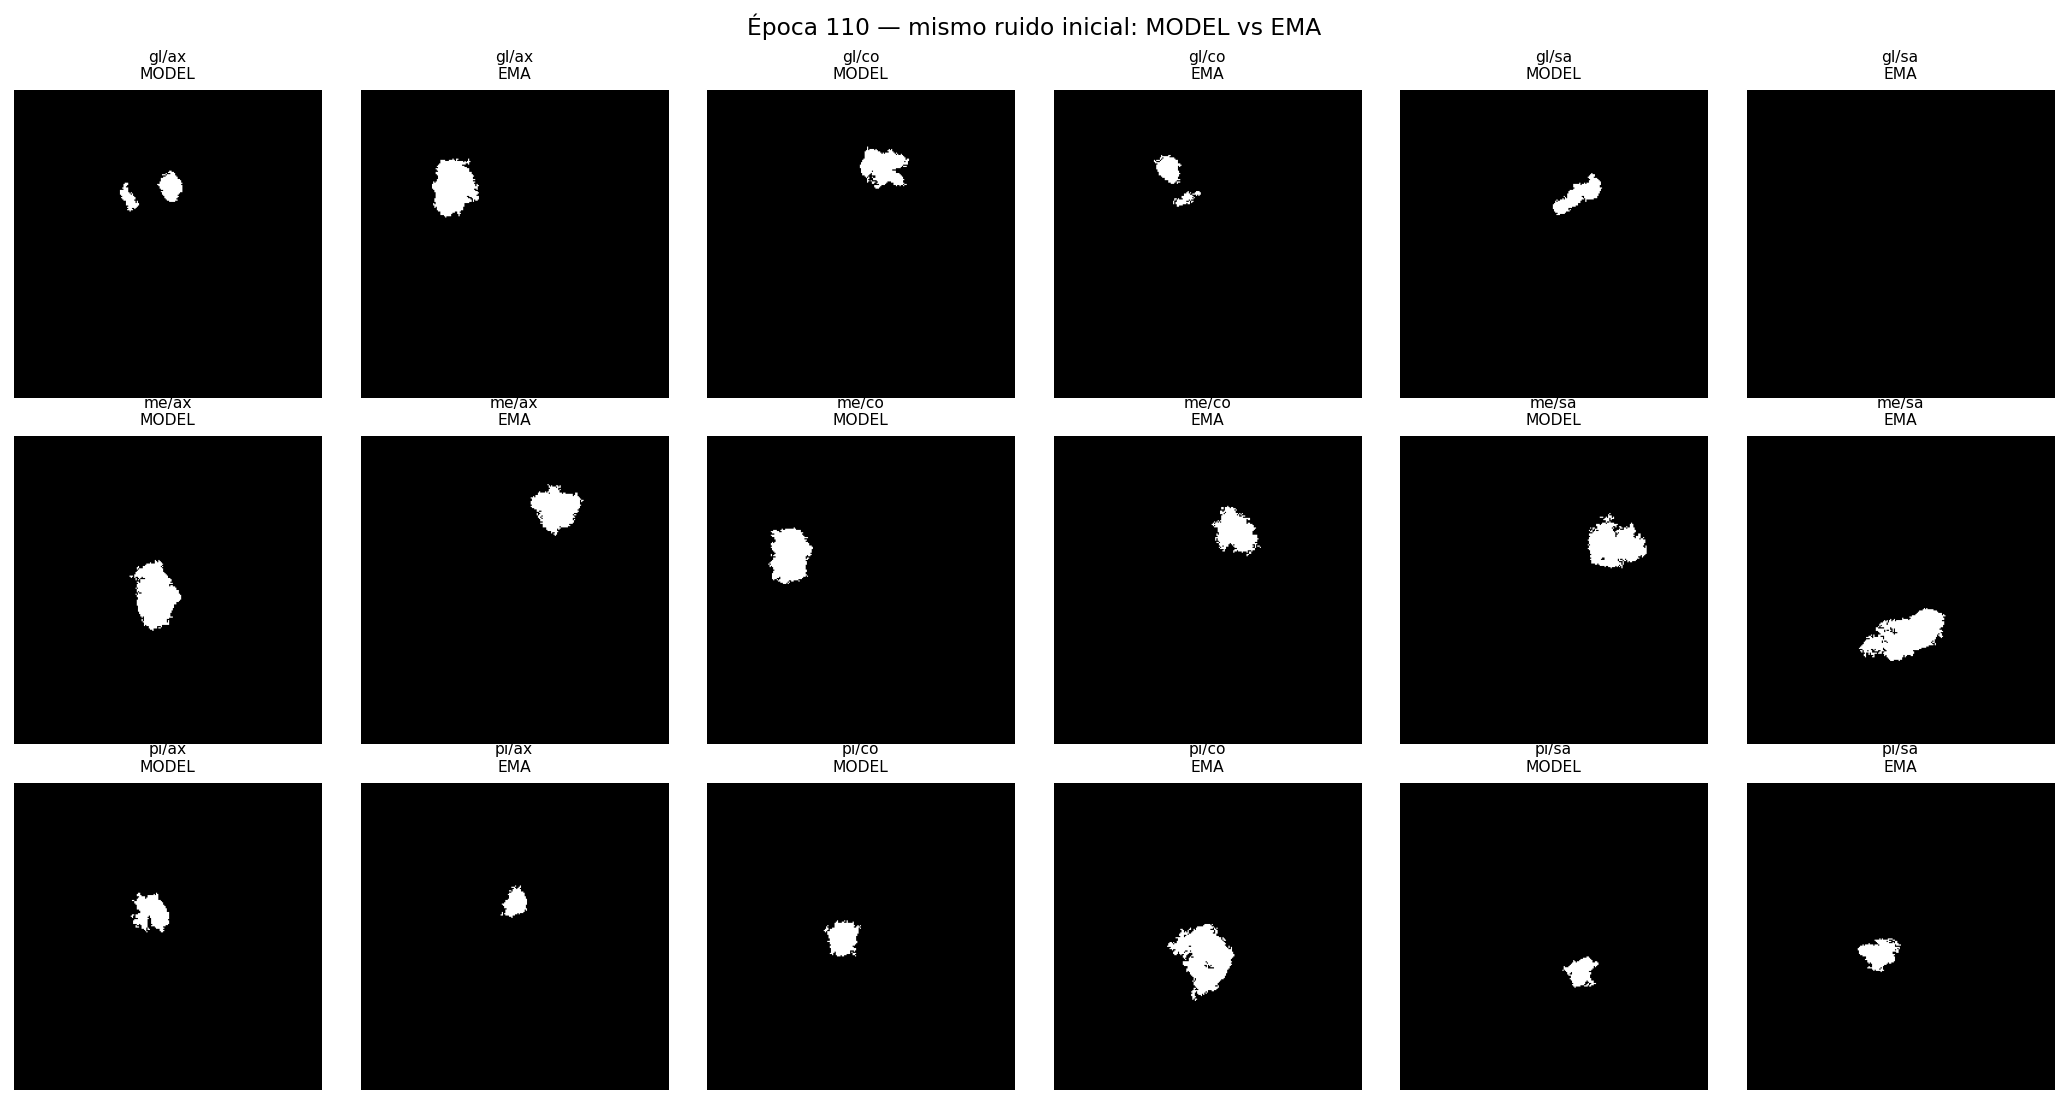 Época 110 — mismo ruido inicial: MODEL vs EMA
gl/ax
MODEL
gl/ax
EMA
gl/co
MODEL
gl/co
EMA
gl/sa
MODEL
gl/sa
EMA
me/ax
MODEL
me/ax
EMA
me/co
MODEL
me/co
EMA
me/sa
MODEL
me/sa
EMA
pi/ax
MODEL
pi/ax
EMA
pi/co
MODEL
pi/co
EMA
pi/sa
MODEL
pi/sa
EMA